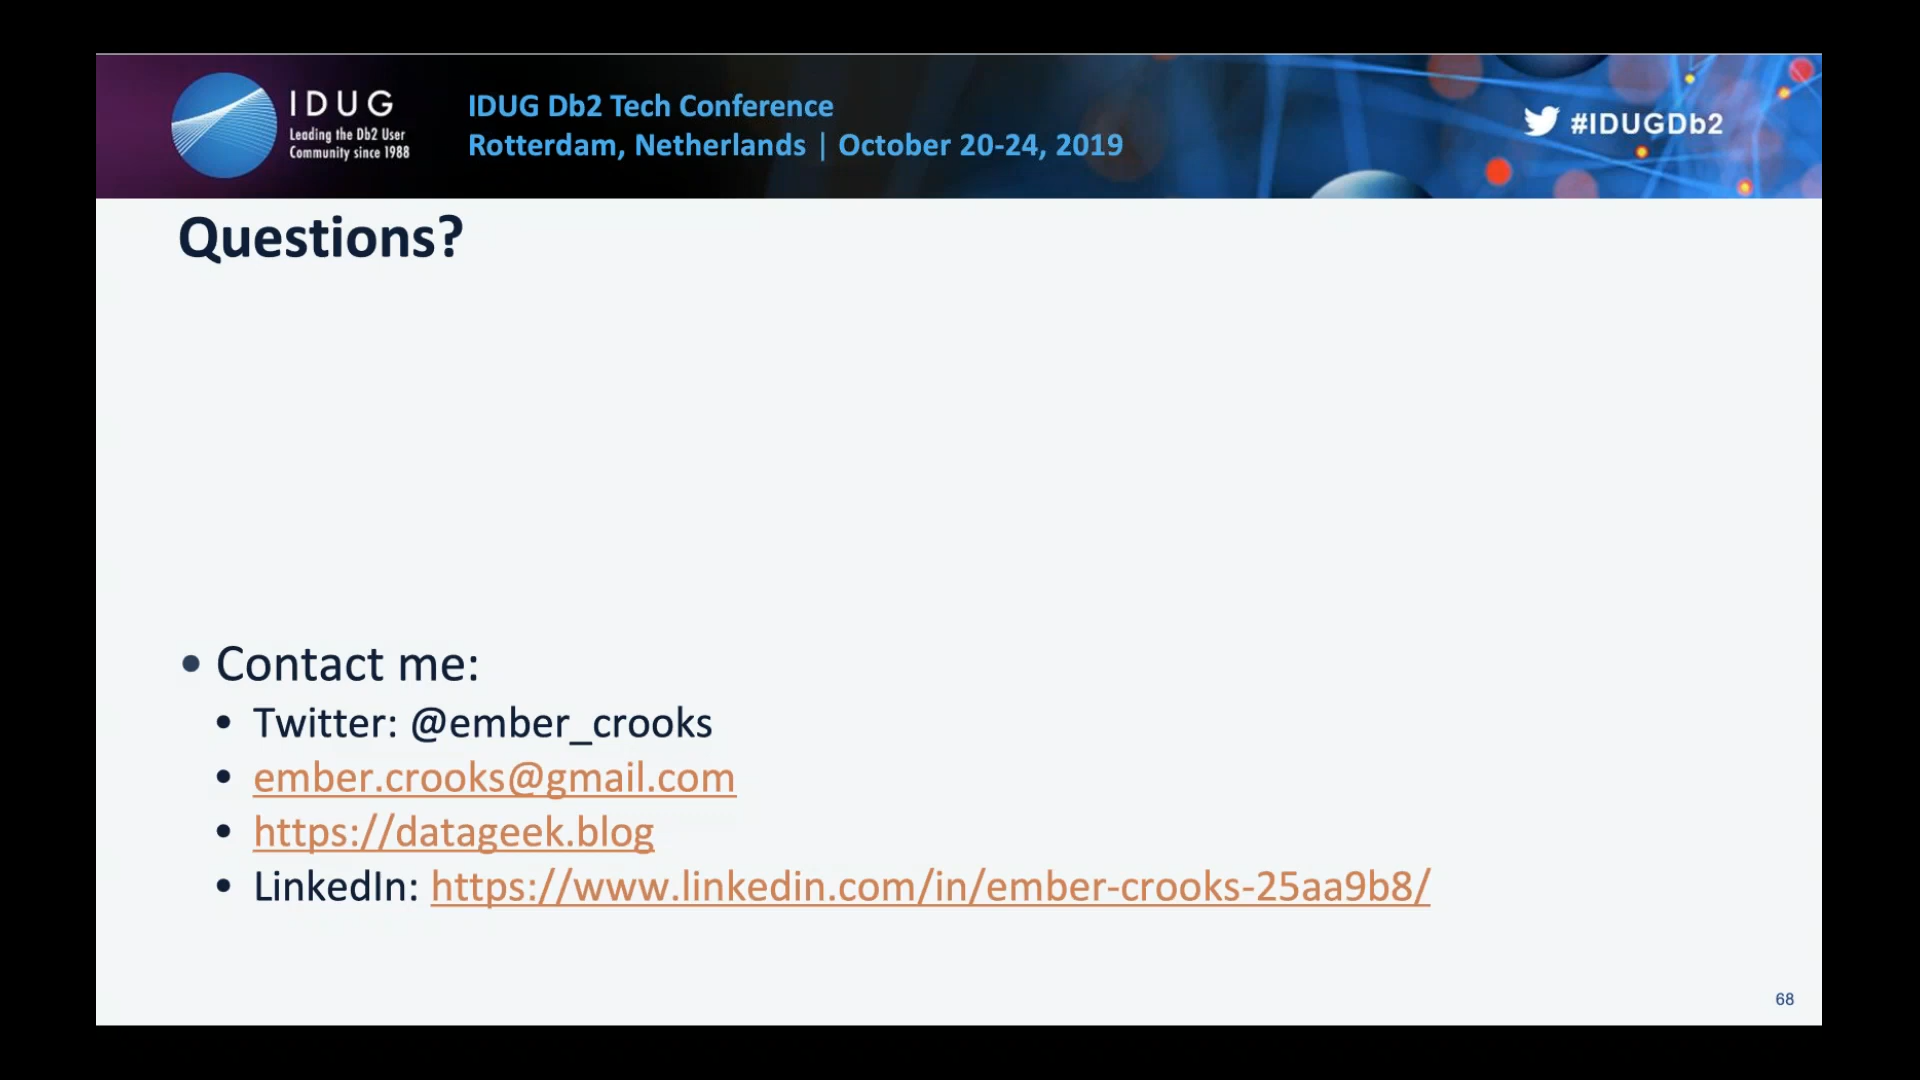 IDUG
Leading the Db2 User
Community since 1988
IDUG Db2 Tech Conference
Rotterdam, Netherlands | October 20-24, 2019
#IDUGDb2
Questions?
• Contact me:
• Twitter: @ember_crooks
• ember.crooks@gmail.com
• https://datageek.blog
• LinkedIn: https://www.linkedin.com/in/ember-crooks-25aa9b8/
68